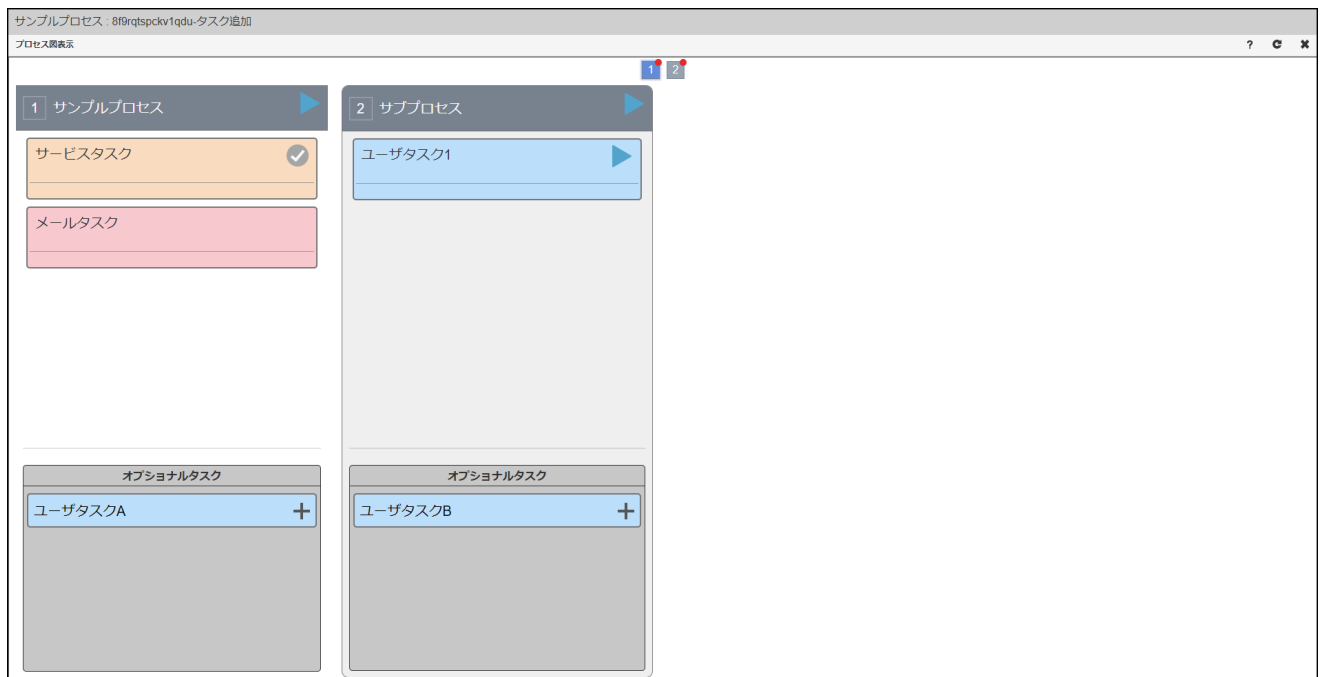 サンプルプロセス : 8f9rqtspckv1qdu-タスク追加
プロセス図表示
?
1 2
1 サンプルプロセス
サービスタスク
メールタスク
オプショナルタスク
ユーザタスクA
2 サブプロセス
ユーザタスク1
オプショナルタスク
ユーザタスクB